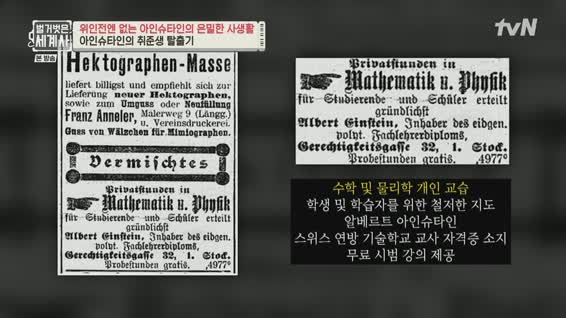 벌거벗은
세계사
본 방송
위인전엔 없는 아인슈타인의 은밀한 사생활
아인슈타인의 취준생 탈출기
tvN
Hektographen-Masse
liefert billigst und empfiehlt sich zur
Lieferung neuer Hektographen,
sowie zum Umguss oder Neufüllung
Franz Anneler, Malerweg 9 (Längg.)
u. Vereinsdruckerei.
Guss von Wälzchen für Mimiographen.
Vermischtes
Privatstunden in
Mathematik u. Physik
für Studierende und Schüler erteilt
gründlichst
Albert Einstein, Inhaber des eidgen.
polyt. Fachlehrerdiploms,
Gerechtigkeitsgasse 32, 1. Stock.
Probestunden gratis. 4977°
Privatstunden in
Mathematik u. Physik
für Studierende und Schüler erteilt
gründlichst
Albert Einstein, Inhaber des eidgen.
polyt. Fachlehrerdiploms,
Gerechtigkeitsgasse 32, 1. Stock.
Probestunden gratis. 4977°
수학 및 물리학 개인 교습
학생 및 학습자를 위한 철저한 지도
알베르트 아인슈타인
스위스 연방 기술학교 교사 자격증 소지
무료 시범 강의 제공